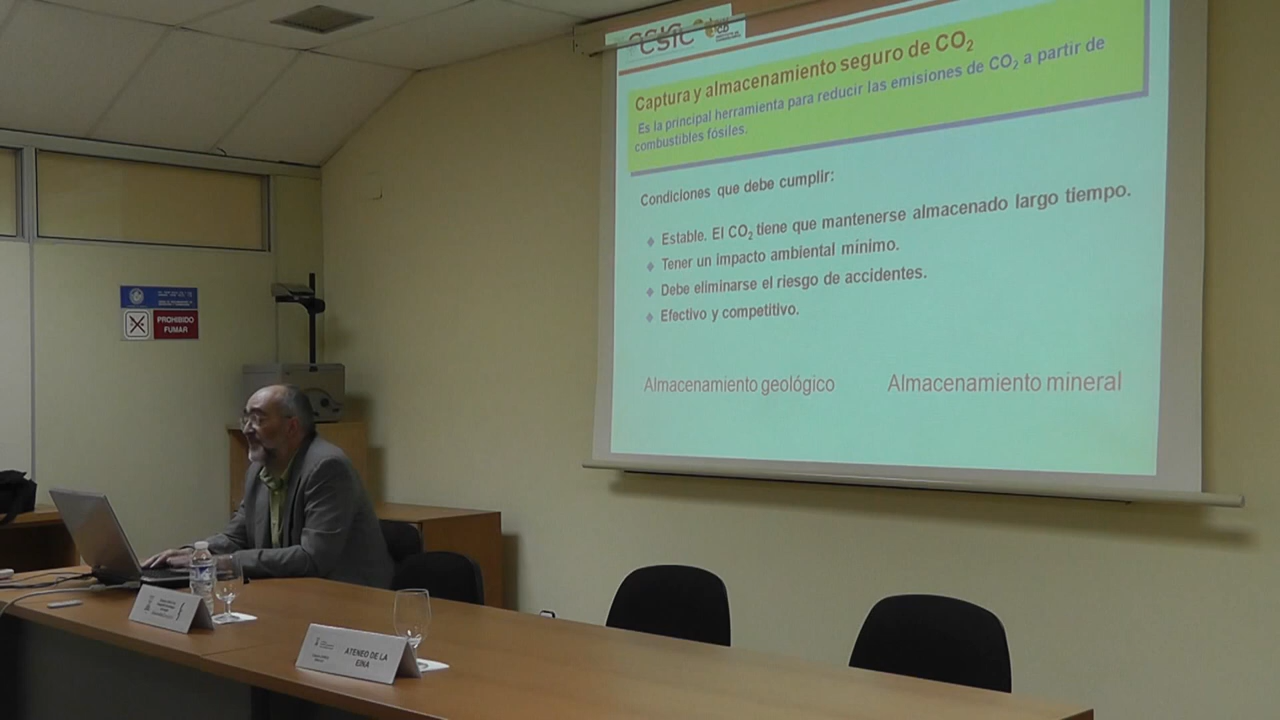 CSIC
Captura y almacenamiento seguro de CO₂
Es la principal herramienta para reducir las emisiones de CO₂ a partir de
combustibles fósiles.
Condiciones que debe cumplir:
Estable. El CO₂ tiene que mantenerse almacenado largo tiempo.
Tener un impacto ambiental mínimo.
Debe eliminarse el riesgo de accidentes.
Efectivo y competitivo.
Almacenamiento geológico
Almacenamiento mineral
PROHIBIDO
FUMAR
ATENEO DE LA
EINA